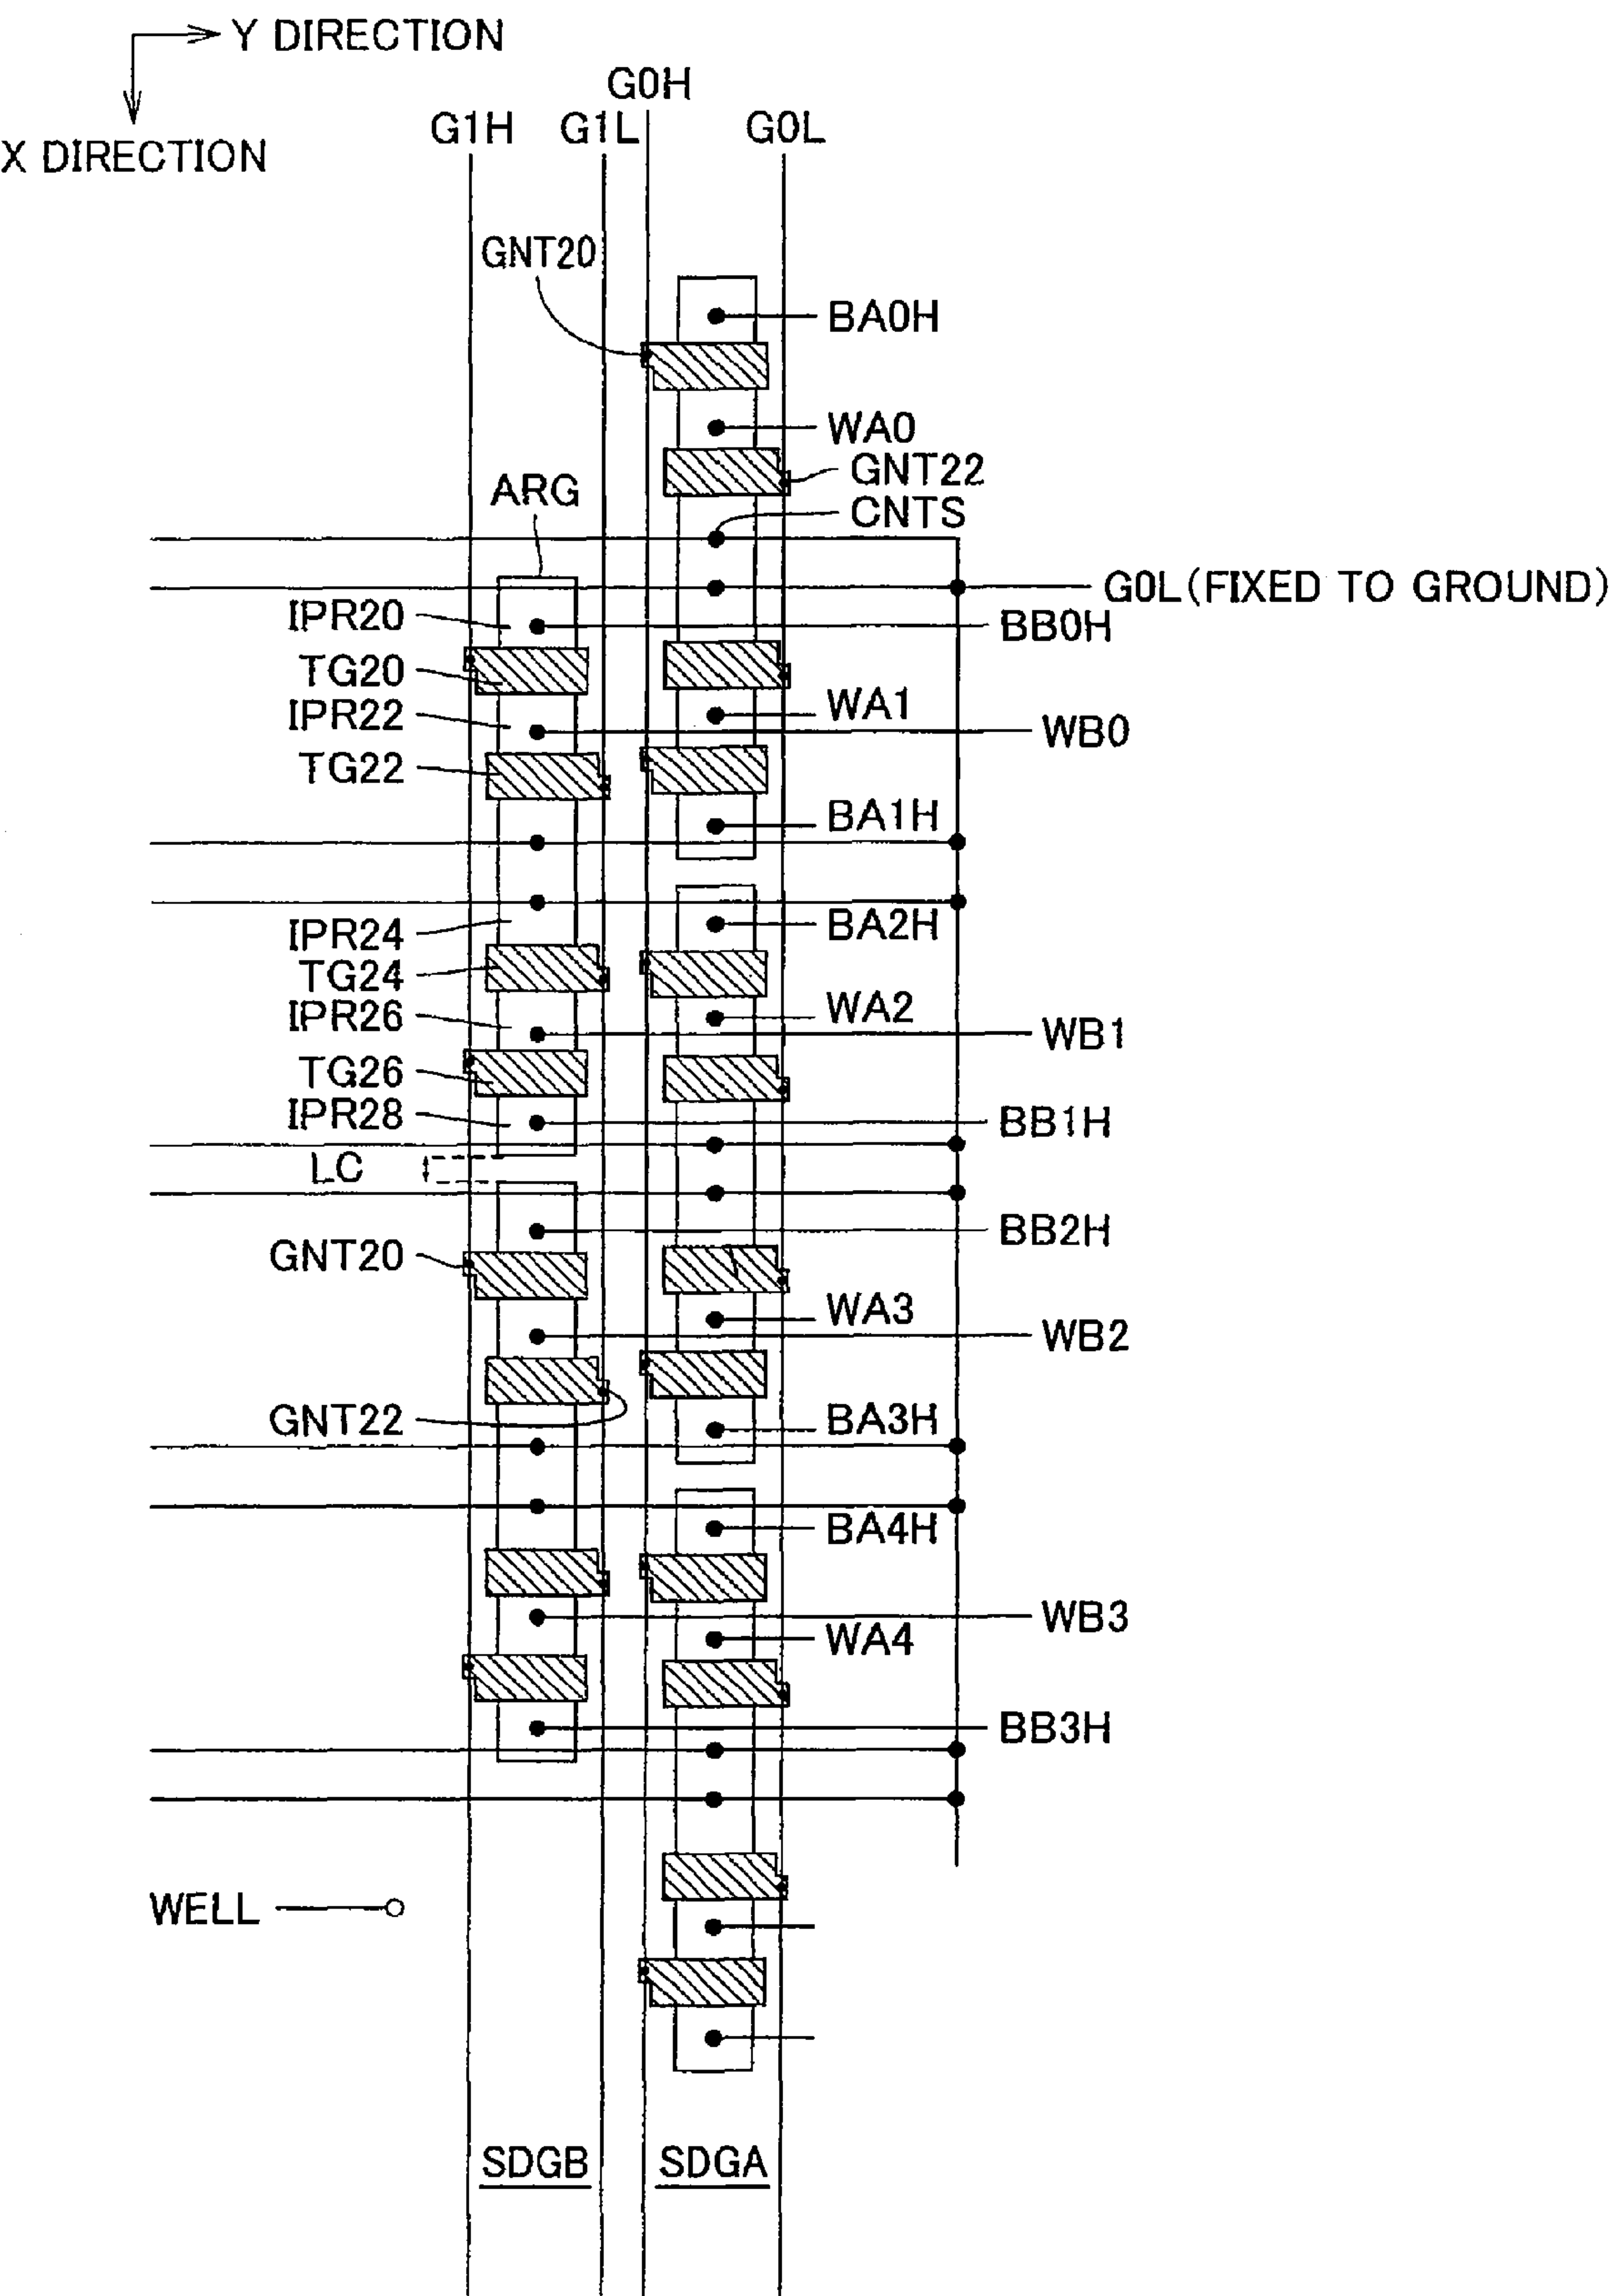 Y DIRECTION
X DIRECTION
G0H
G1H G1L G0L
GNT20
BA0H
WA0
GNT22
ARG
CNTS
G0L(FIXED TO GROUND)
IPR20
BB0H
TG20
IPR22
WA1
WB0
TG22
BA1H
IPR24
BA2H
TG24
IPR26
WA2
WB1
TG26
IPR28
BB1H
LC
BB2H
GNT20
WA3
WB2
GNT22
BA3H
BA4H
WB3
WA4
BB3H
WELL
SDGB SDGA